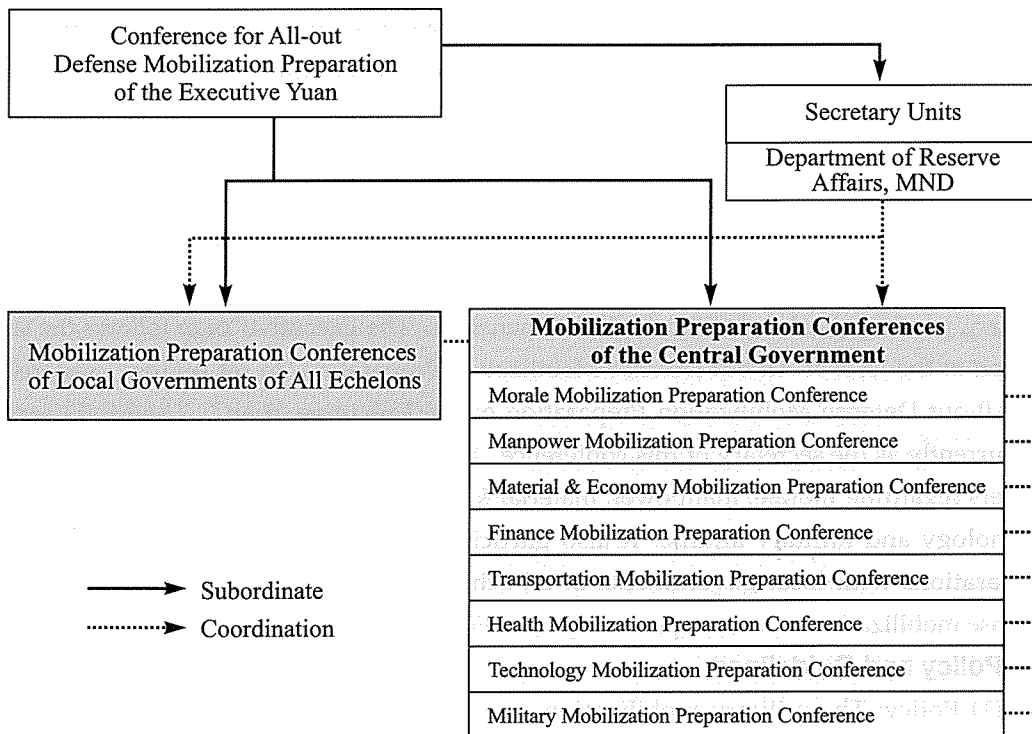 Conference for All-out
Defense Mobilization Preparation
of the Executive Yuan
Secretary Units
Department of Reserve
Affairs, MND
Mobilization Preparation Conferences
of Local Governments of All Echelons
Mobilization Preparation Conferences
of the Central Government
Morale Mobilization Preparation Conference
Manpower Mobilization Preparation Conference
Material & Economy Mobilization Preparation Conference
Finance Mobilization Preparation Conference
Transportation Mobilization Preparation Conference
Health Mobilization Preparation Conference
Technology Mobilization Preparation Conference
Military Mobilization Preparation Conference
Subordinate
Coordination